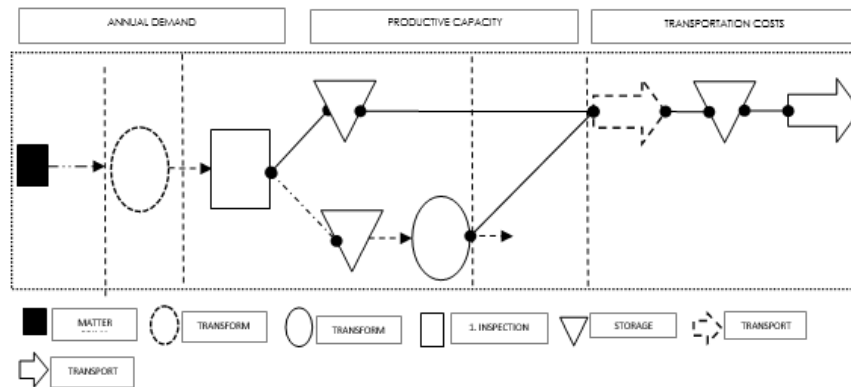 ANNUAL DEMAND
PRODUCTIVE CAPACITY
TRANSPORTATION COSTS
MATTER
TRANSFORM
TRANSFORM
1. INSPECTION
STORAGE
TRANSPORT
TRANSPORT